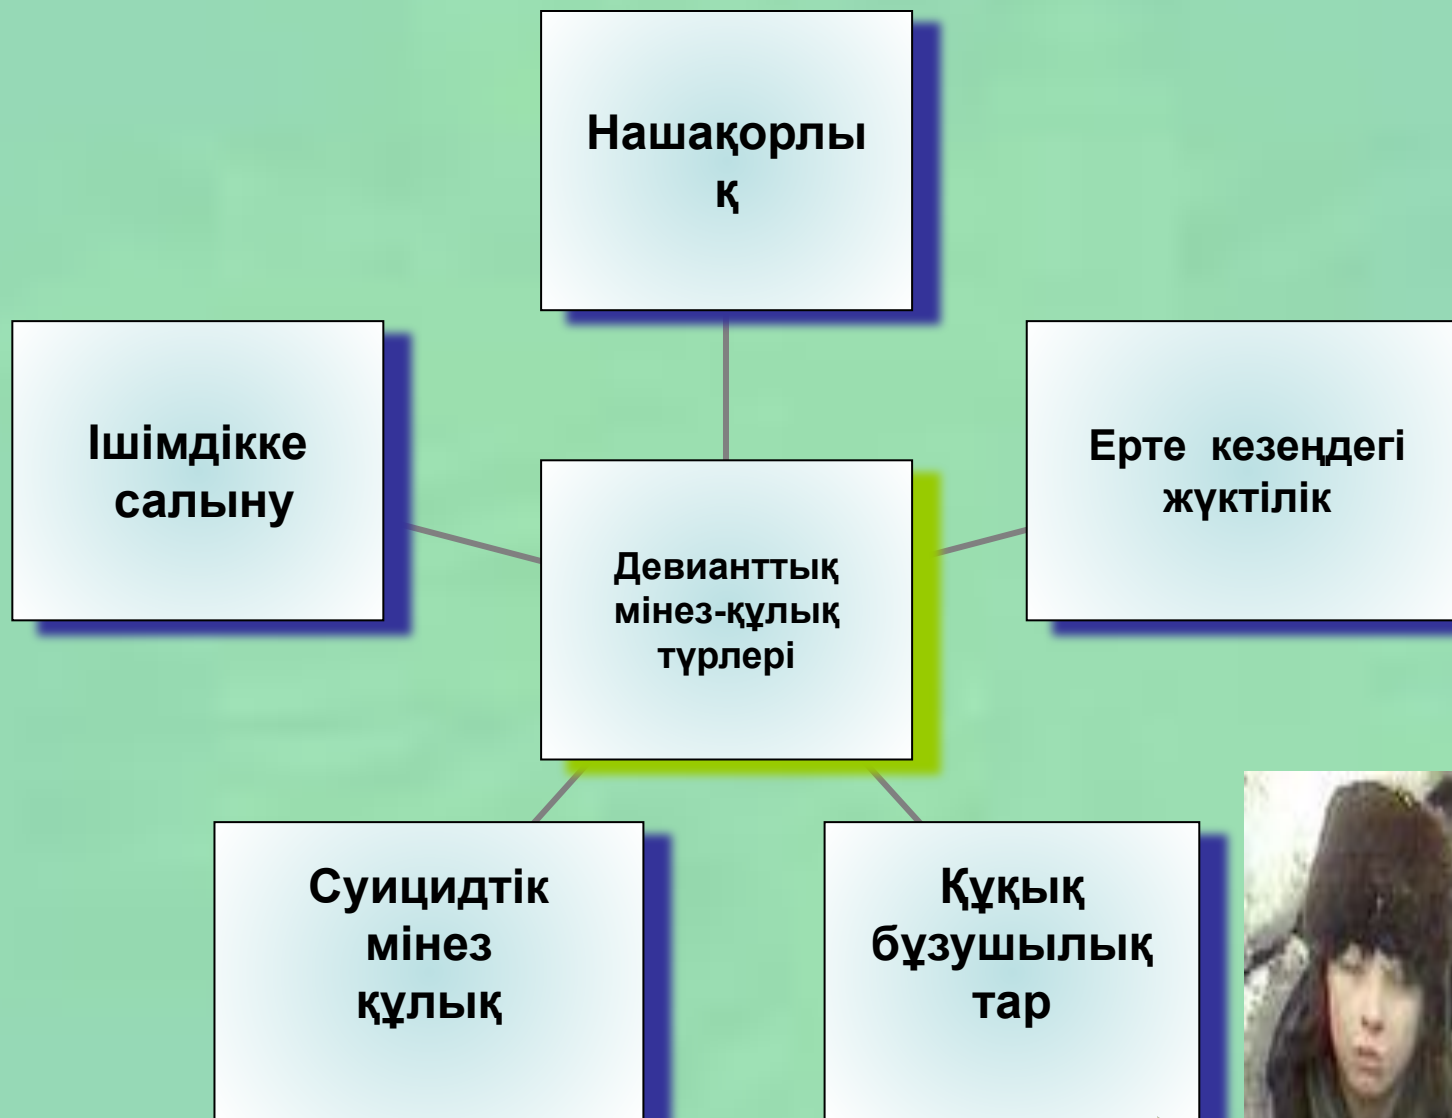 Нашақорлы
қ
Ішімдікке
салыну
Ерте кезеңдегі
жүктілік
Девианттық
мінез-құлық
түрлері
Суицидтік
мінез
құлық
Құқық
бұзушылық
тар